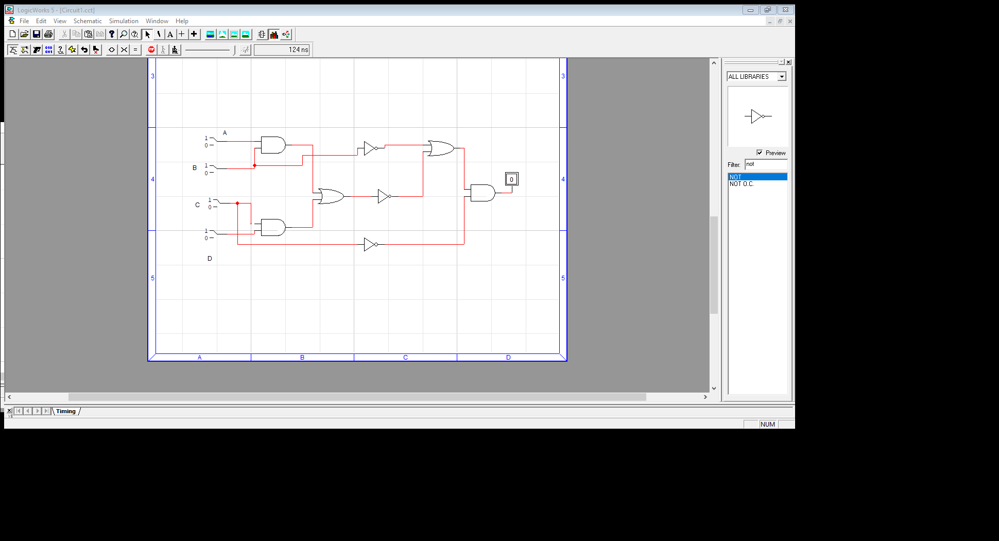 LogicWorks 5 - [Circuit1.cct]
File Edit View Schematic Simulation Window Help
A
124 ns
3 3
ALL LIBRARIES
A
1
0
B 1
0
Preview
Filter: not
4 4
0
NOT
NOT O.C.
C 1
0
1
0
D
5 5
A B C D
Timing
NUM